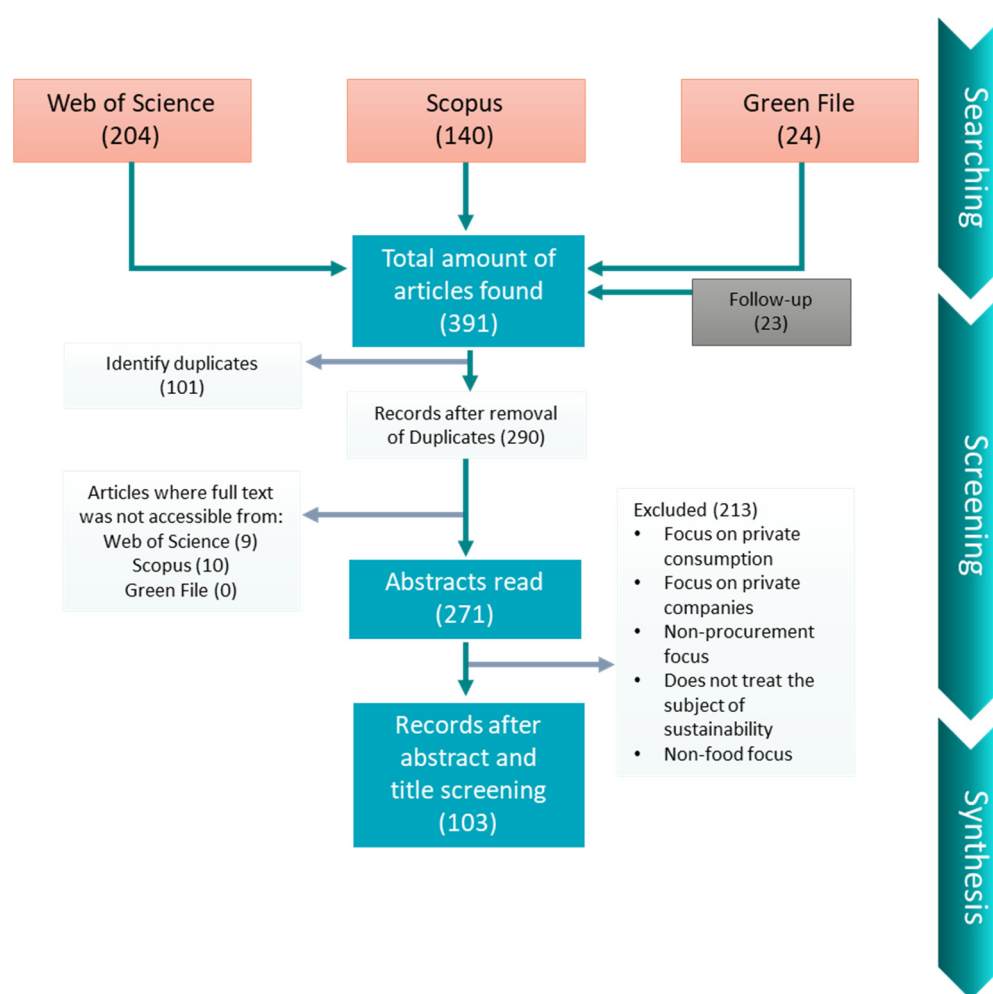 Web of Science
(204)
Scopus
(140)
Green File
(24)
Total amount of
articles found
(391)
Follow-up
(23)
Identify duplicates
(101)
Records after removal
of Duplicates (290)
Articles where full text
was not accessible from:
Web of Science (9)
Scopus (10)
Green File (0)
Abstracts read
(271)
Excluded (213)
• Focus on private
consumption
• Focus on private
companies
• Non-procurement
focus
• Does not treat the
subject of
sustainability
• Non-food focus
Records after
abstract and
title screening
(103)
Searching
Screening
Synthesis